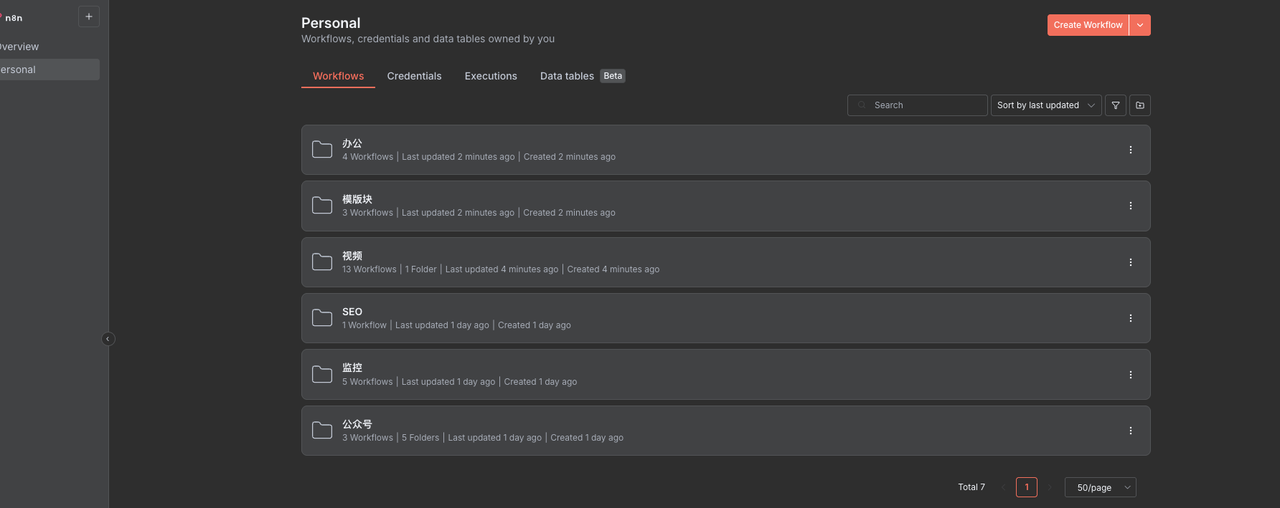 n8n
verview
ersonal
Personal
Workflows, credentials and data tables owned by you
Create Workflow
Workflows
Credentials
Executions
Data tables
Beta
Search
Sort by last updated
办公
4 Workflows | Last updated 2 minutes ago | Created 2 minutes ago
模版块
3 Workflows | Last updated 2 minutes ago | Created 2 minutes ago
视频
13 Workflows | 1 Folder | Last updated 4 minutes ago | Created 4 minutes ago
SEO
1 Workflow | Last updated 1 day ago | Created 1 day ago
监控
5 Workflows | Last updated 1 day ago | Created 1 day ago
公众号
3 Workflows | 5 Folders | Last updated 1 day ago | Created 1 day ago
Total 7
1
50/page